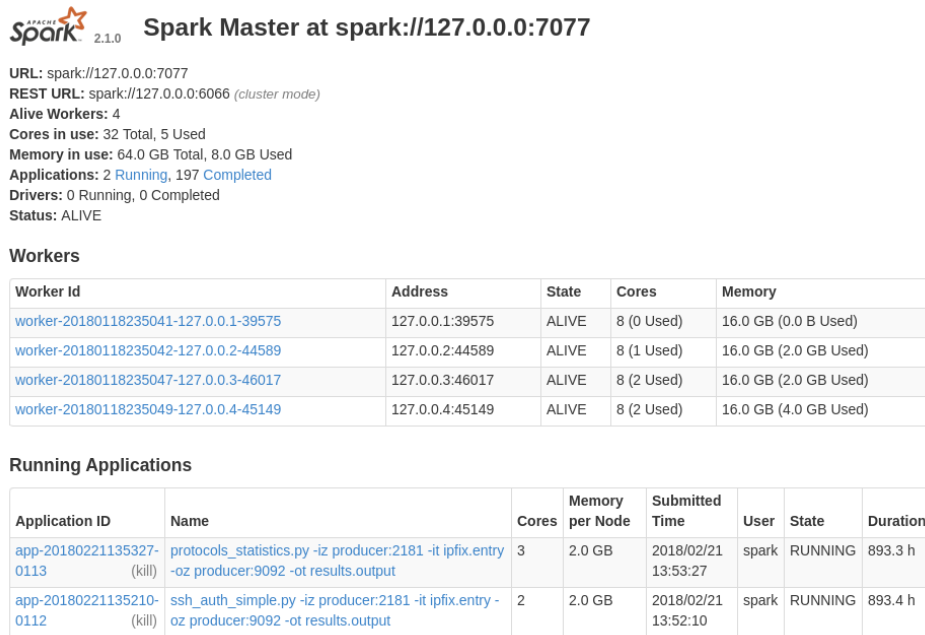 APACHE
Spark 2.1.0 Spark Master at spark://127.0.0.0:7077
URL: spark://127.0.0.0:7077
REST URL: spark://127.0.0.0:6066 (cluster mode)
Alive Workers: 4
Cores in use: 32 Total, 5 Used
Memory in use: 64.0 GB Total, 8.0 GB Used
Applications: 2 Running, 197 Completed
Drivers: 0 Running, 0 Completed
Status: ALIVE
Workers
Worker Id Address State Cores Memory
worker-20180118235041-127.0.0.1-39575 127.0.0.1:39575 ALIVE 8 (0 Used) 16.0 GB (0.0 B Used)
worker-20180118235042-127.0.0.2-44589 127.0.0.2:44589 ALIVE 8 (1 Used) 16.0 GB (2.0 GB Used)
worker-20180118235047-127.0.0.3-46017 127.0.0.3:46017 ALIVE 8 (2 Used) 16.0 GB (2.0 GB Used)
worker-20180118235049-127.0.0.4-45149 127.0.0.4:45149 ALIVE 8 (2 Used) 16.0 GB (4.0 GB Used)
Running Applications
Memory Submitted
Application ID Name Cores per Node Time User State Duration
app-20180221135327- protocols_statistics.py -iz producer:2181 -it ipfix.entry 3 2.0 GB 2018/02/21 spark RUNNING 893.3 h
0113 (kill) -oz producer:9092 -ot results.output 13:53:27
app-20180221135210- ssh_auth_simple.py -iz producer:2181 -it ipfix.entry - 2 2.0 GB 2018/02/21 spark RUNNING 893.4 h
0112 (kill) oz producer:9092 -ot results.output 13:52:10